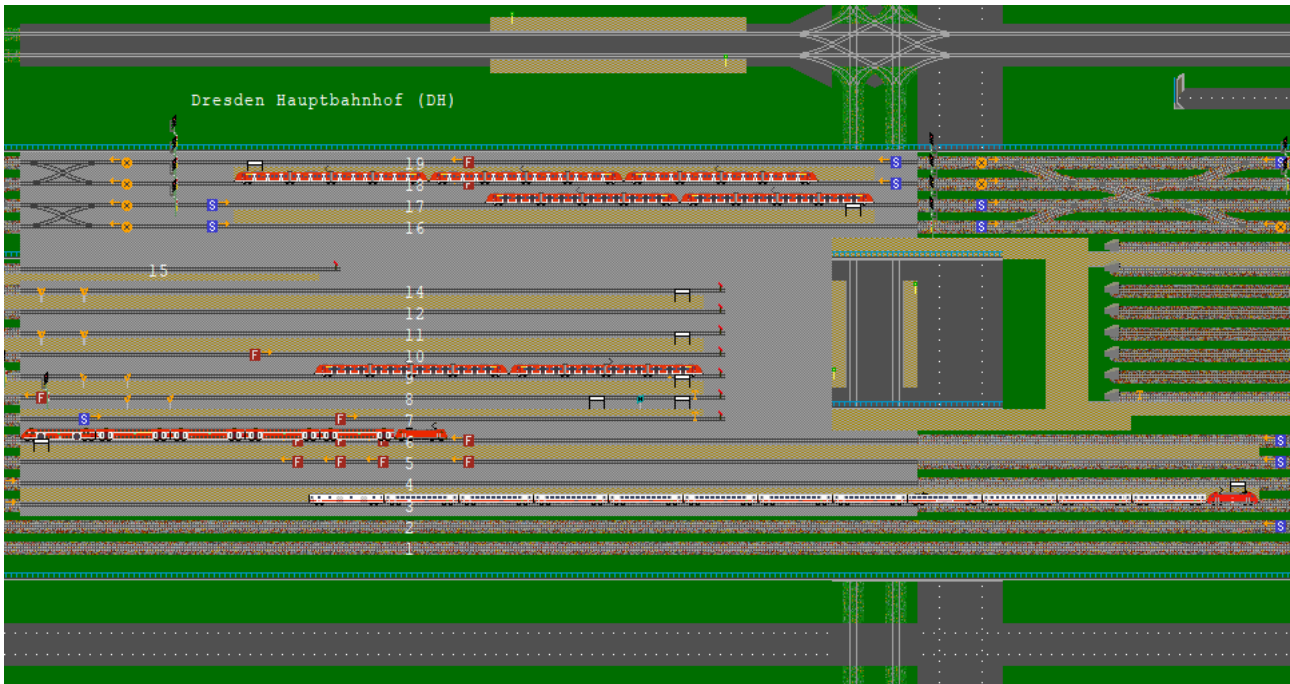 Dresden Hauptbahnhof (DH)
19 F S S
18 F S
S 17 S
S 16 S
15
14
12
11
F 10
9
F 8
S F 7
F F F 6 F S
F F F 5 F S
4
3
2 S
1